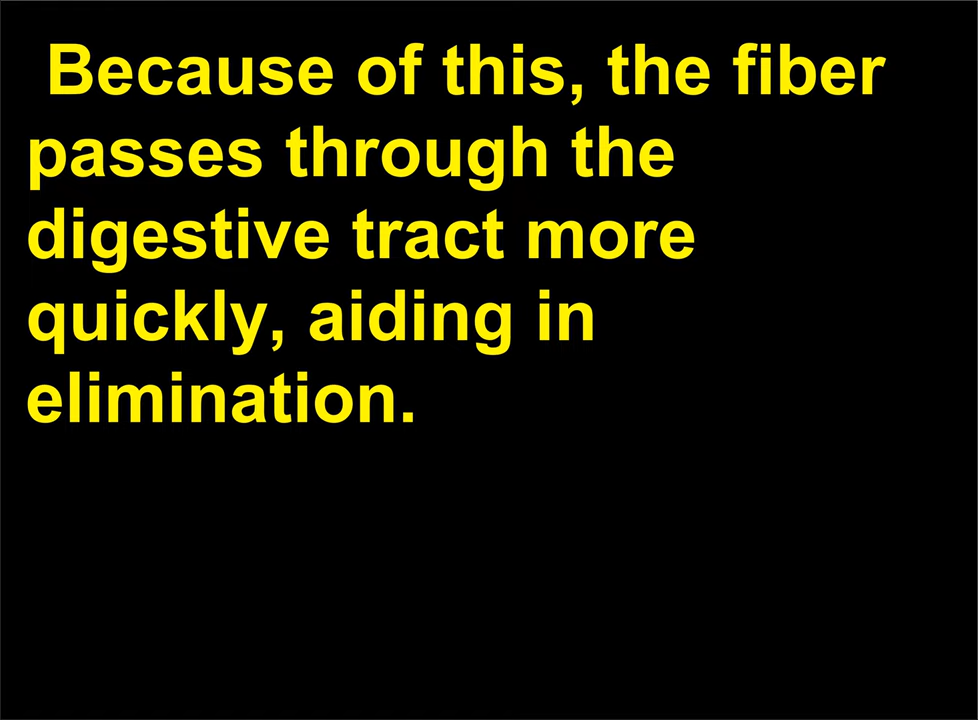 Because of this, the fiber
passes through the
digestive tract more
quickly, aiding in
elimination.